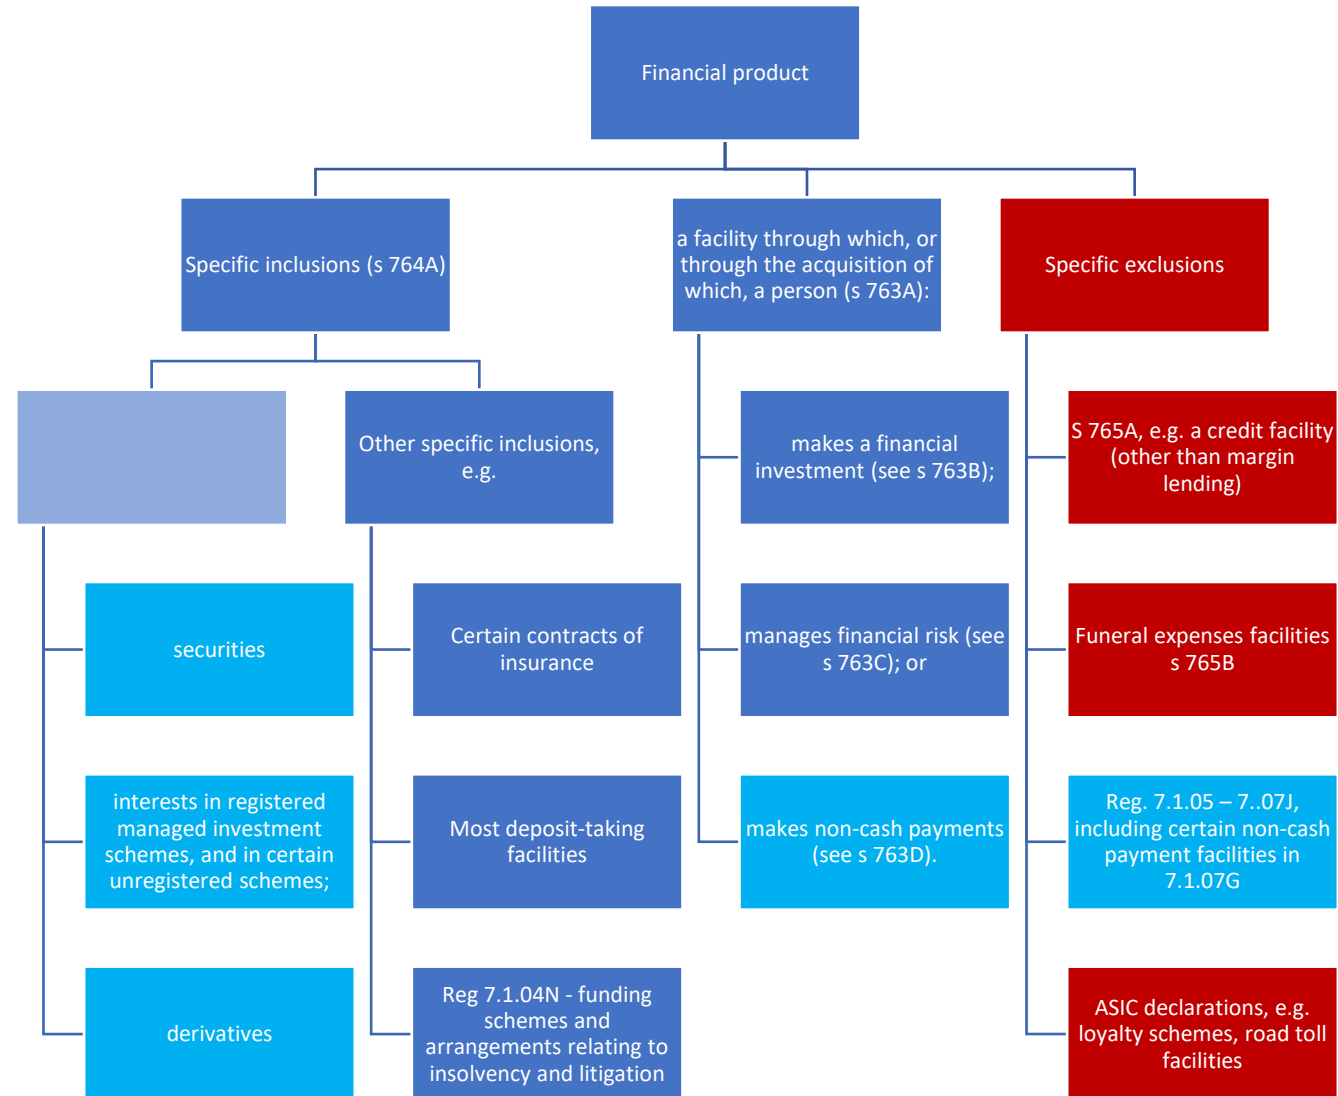 Financial product
Specific inclusions (s 764A)
a facility through which, or
through the acquisition of
which, a person (s 763A):
Specific exclusions
Other specific inclusions,
e.g.
makes a financial
investment (see s 763B);
S 765A, e.g. a credit facility
(other than margin
lending)
securities
Certain contracts of
insurance
manages financial risk (see
s 763C); or
Funeral expenses facilities
s 765B
interests in registered
managed investment
schemes, and in certain
unregistered schemes;
Most deposit-taking
facilities
makes non-cash payments
(see s 763D).
Reg. 7.1.05 – 7..07J,
including certain non-cash
payment facilities in
7.1.07G
derivatives
Reg 7.1.04N - funding
schemes and
arrangements relating to
insolvency and litigation
ASIC declarations, e.g.
loyalty schemes, road toll
facilities